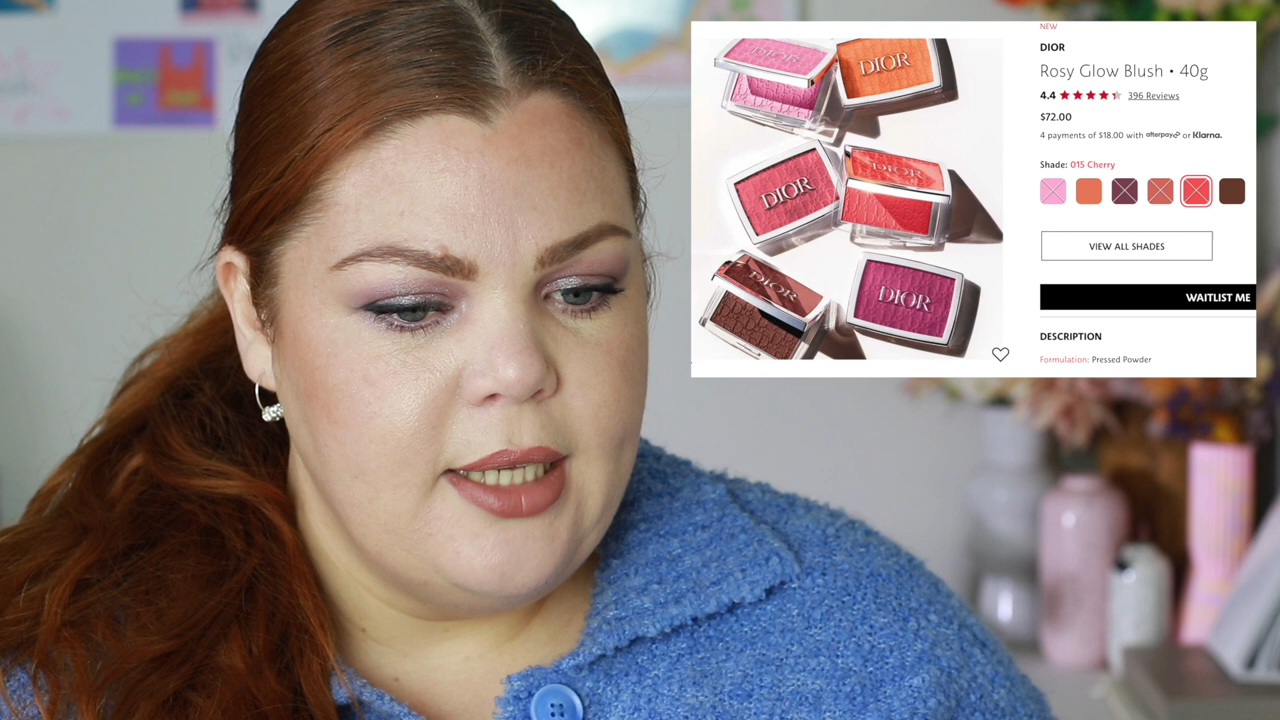 NEW
DIOR
Rosy Glow Blush • 40g
4.4 396 Reviews
$72.00
4 payments of $18.00 with afterpay or Klarna.
Shade: 015 Cherry
VIEW ALL SHADES
WAITLIST ME
DESCRIPTION
Formulation: Pressed Powder
DIOR
DIOR
DIOR
DIOR
DIOR
DIOR